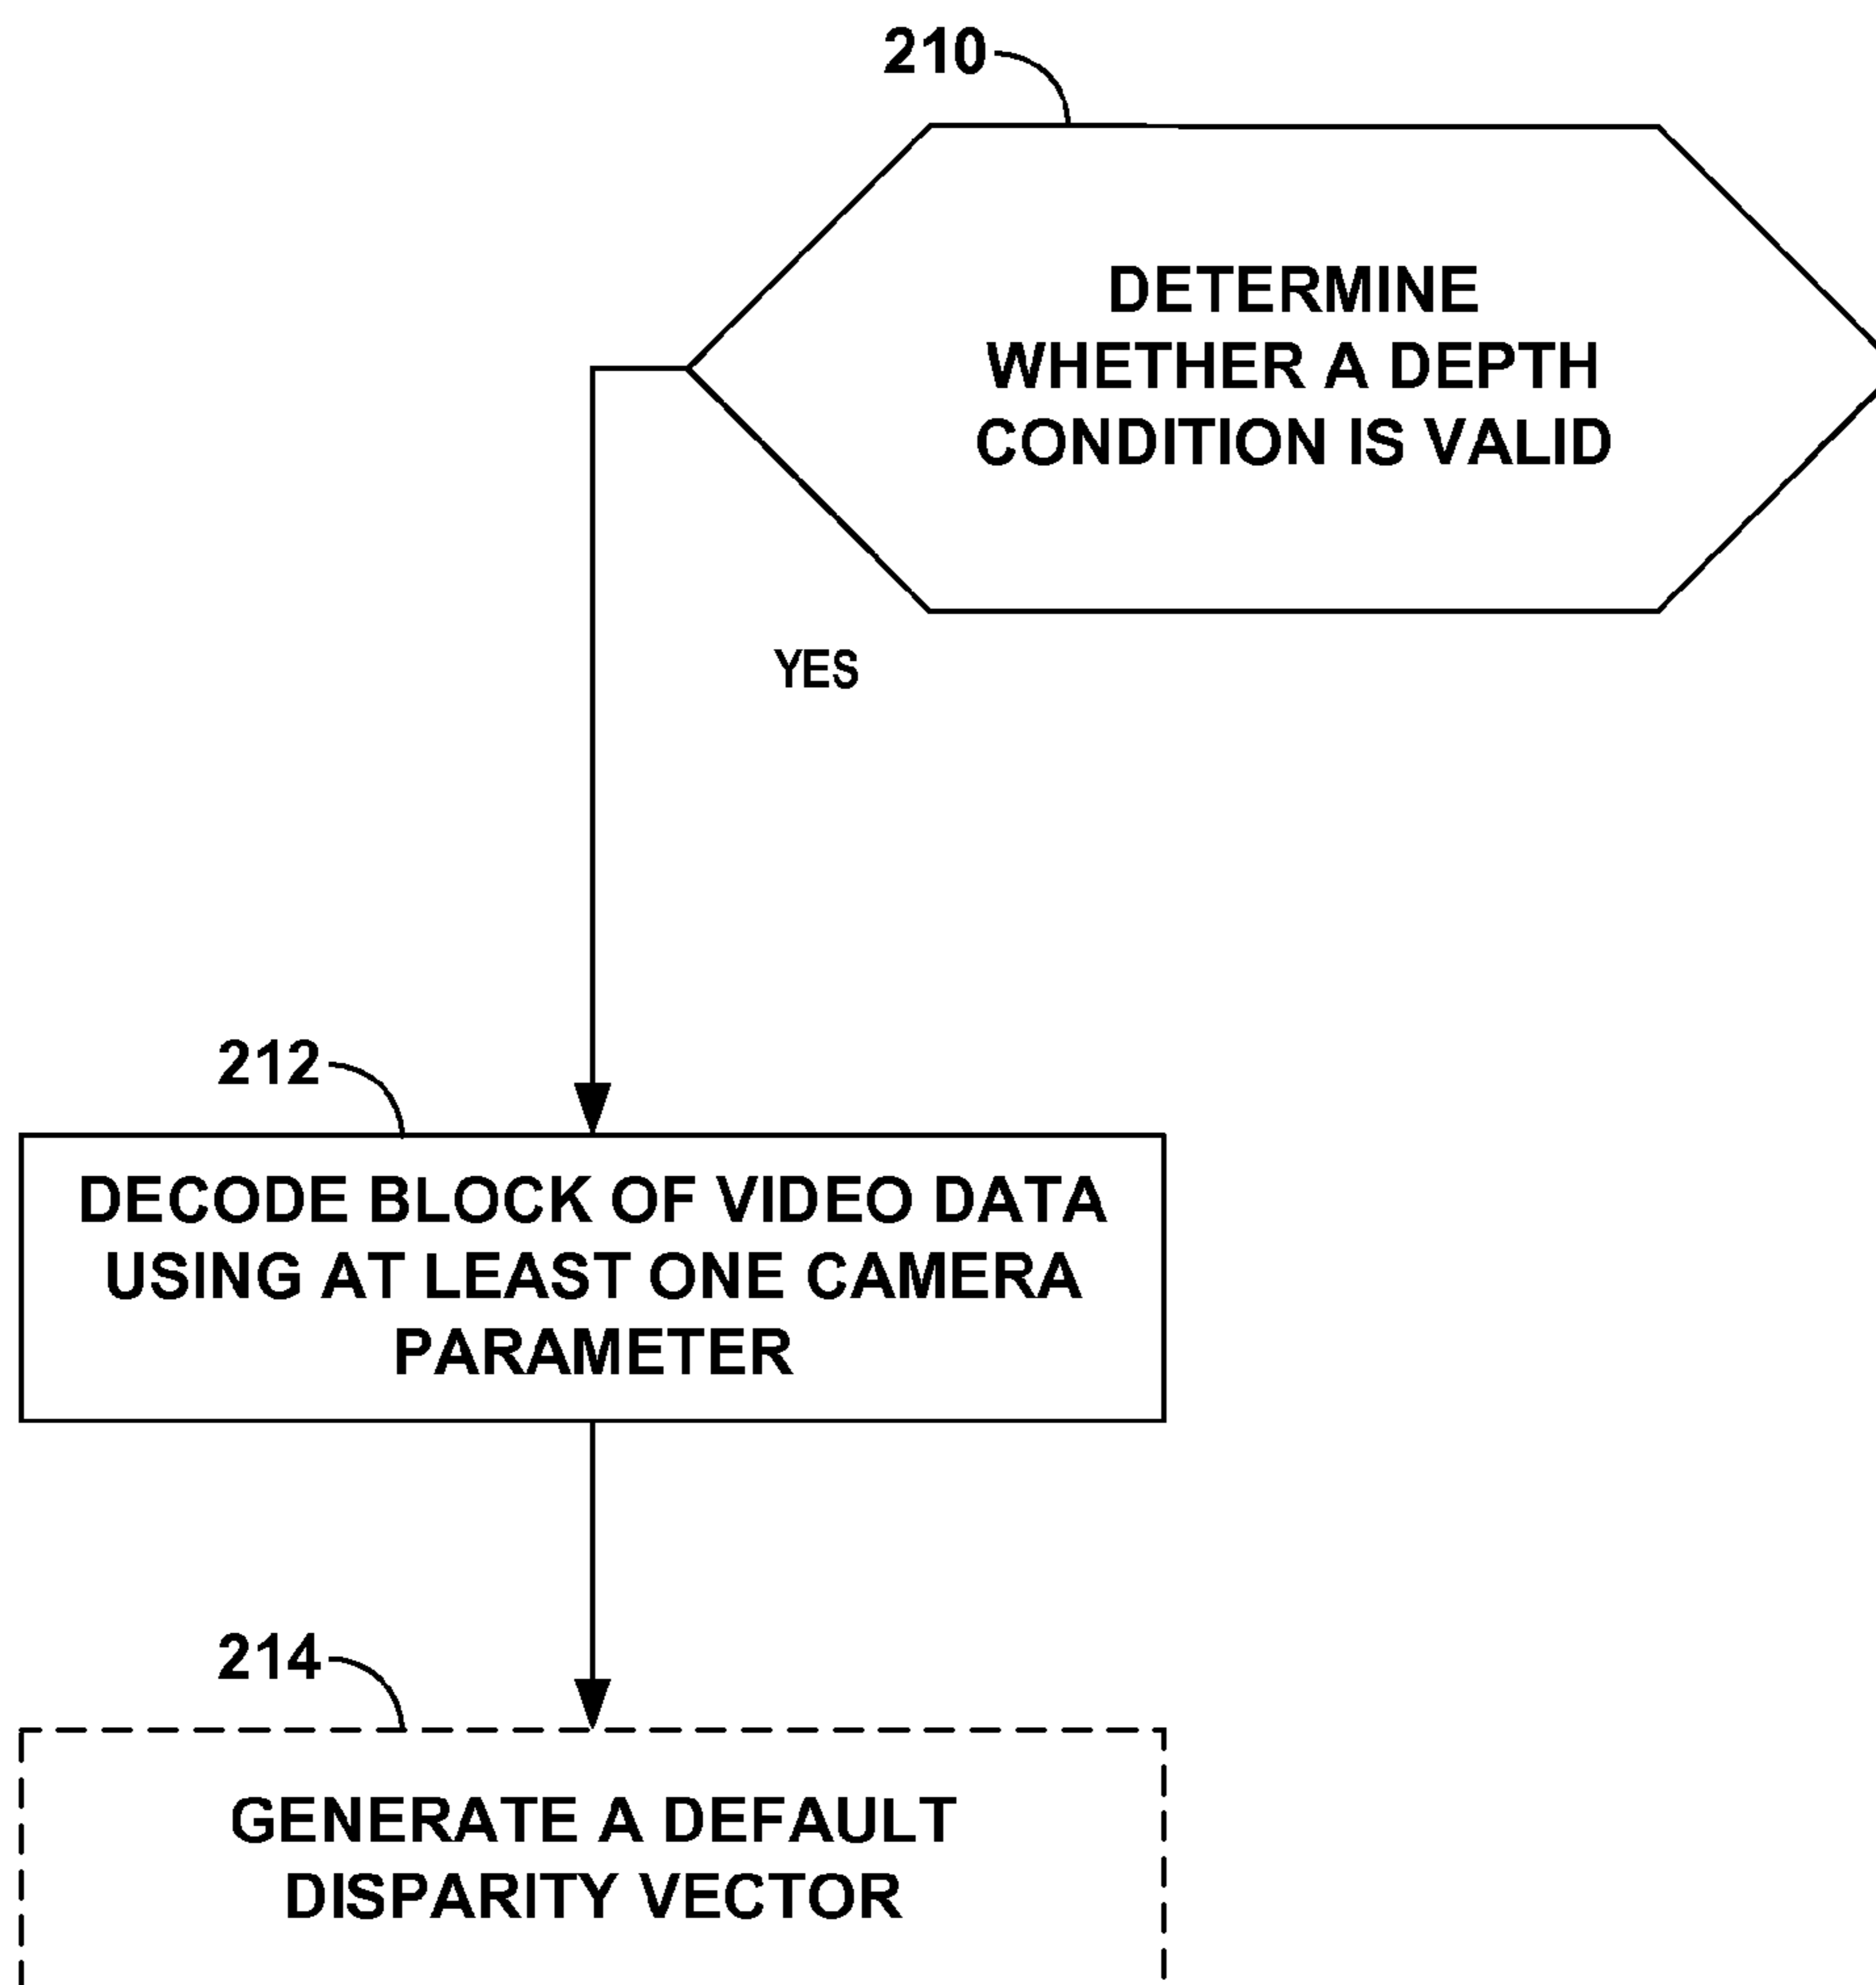 210
DETERMINE
WHETHER A DEPTH
CONDITION IS VALID
YES
212
DECODE BLOCK OF VIDEO DATA
USING AT LEAST ONE CAMERA
PARAMETER
214
GENERATE A DEFAULT
DISPARITY VECTOR